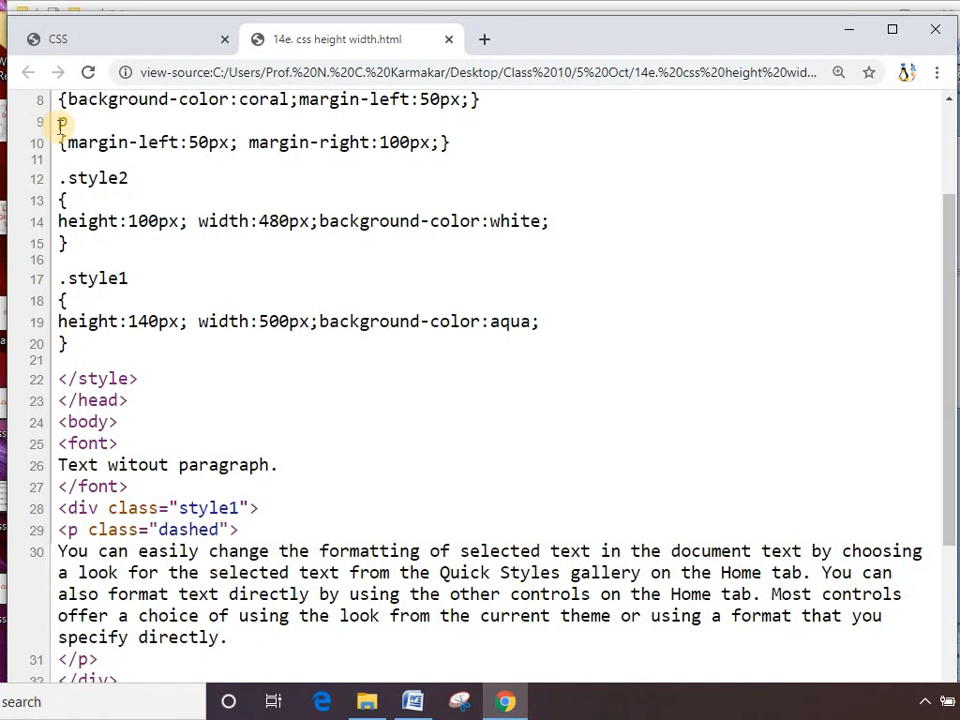 CSS
14e. css height width.html
view-source:C:/Users/Prof.%20N.%20C.%20Karmakar/Desktop/Class%2010/5%20Oct/14e.%20css%20height%20wid...
8 {background-color:coral;margin-left:50px;}
9 p
10 {margin-left:50px; margin-right:100px;}
11
12 .style2
13 {
14 height:100px; width:480px;background-color:white;
15 }
16
17 .style1
18 {
19 height:140px; width:500px;background-color:aqua;
20 }
21
22 </style>
23 </head>
24 <body>
25 <font>
26 Text witout paragraph.
27 </font>
28 <div class="style1">
29 <p class="dashed">
30 You can easily change the formatting of selected text in the document text by choosing
a look for the selected text from the Quick Styles gallery on the Home tab. You can
also format text directly by using the other controls on the Home tab. Most controls
offer a choice of using the look from the current theme or using a format that you
specify directly.
31 </p>
32 </div>
search